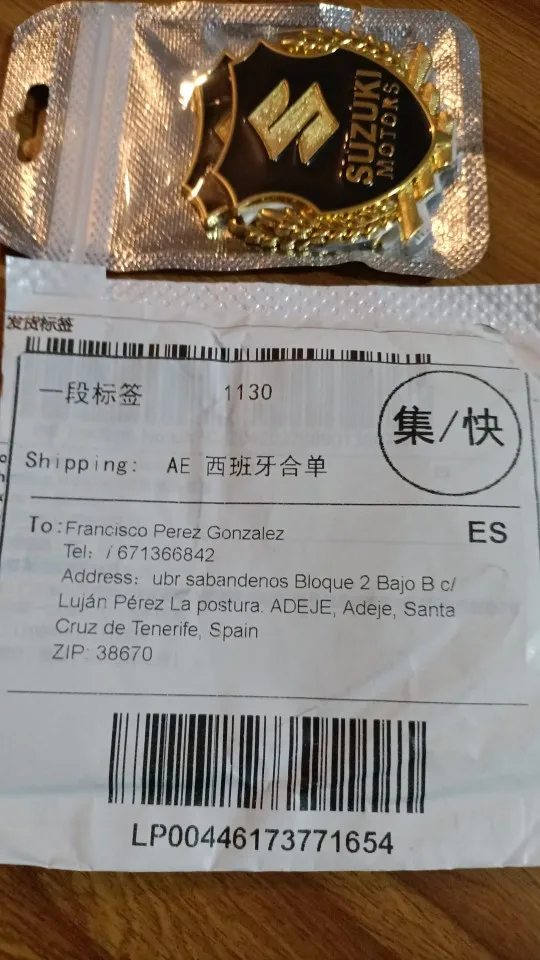 SUZUKI
MOTORS
发货标签
一段标签 1130
集/快
Shipping: AE 西班牙合单
To:Francisco Perez Gonzalez ES
Tel: / 671366842
Address: ubr sabandenos Bloque 2 Bajo B c/
Luján Pérez La postura. ADEJE, Adeje, Santa
Cruz de Tenerife, Spain
ZIP: 38670
LP00446173771654